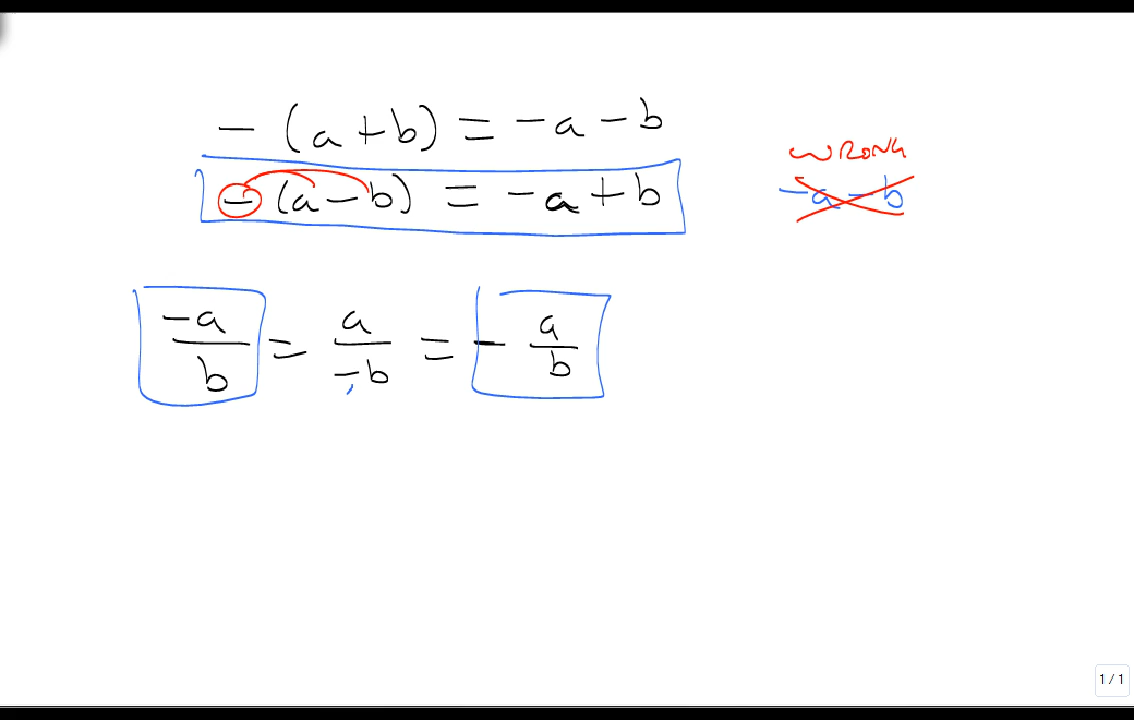 -(a+b) = -a-b
WRONG
-(a-b) = -a+b
-a-b
-a/b = a/-b = -a/b
1/1